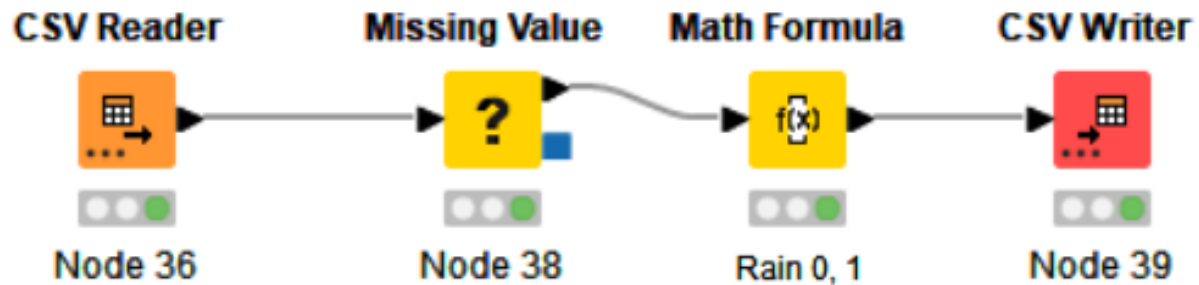 CSV Reader
Missing Value
Math Formula
CSV Writer
?
f(x)
Node 36
Node 38
Rain 0, 1
Node 39